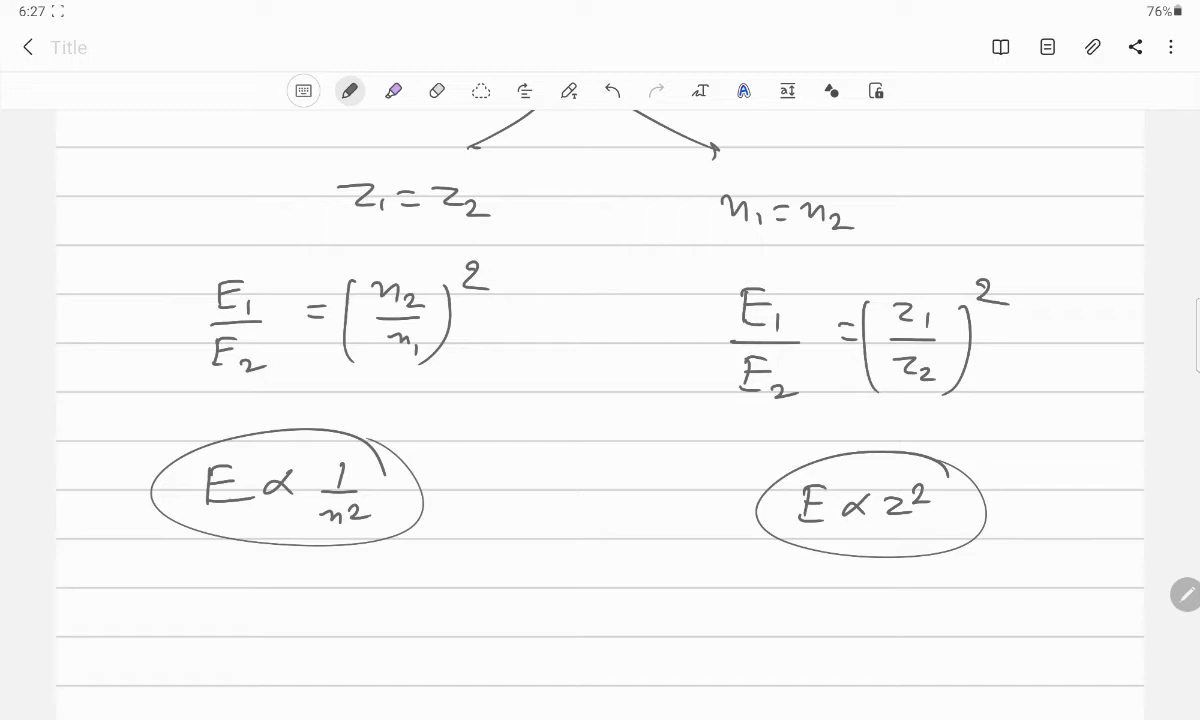 6:27
76%
Title
z₁ = z₂
n₁ = n₂
E₁/E₂ = (n₂/n₁)²
E₁/E₂ = (z₁/z₂)²
E ∝ 1/n²
E ∝ z²